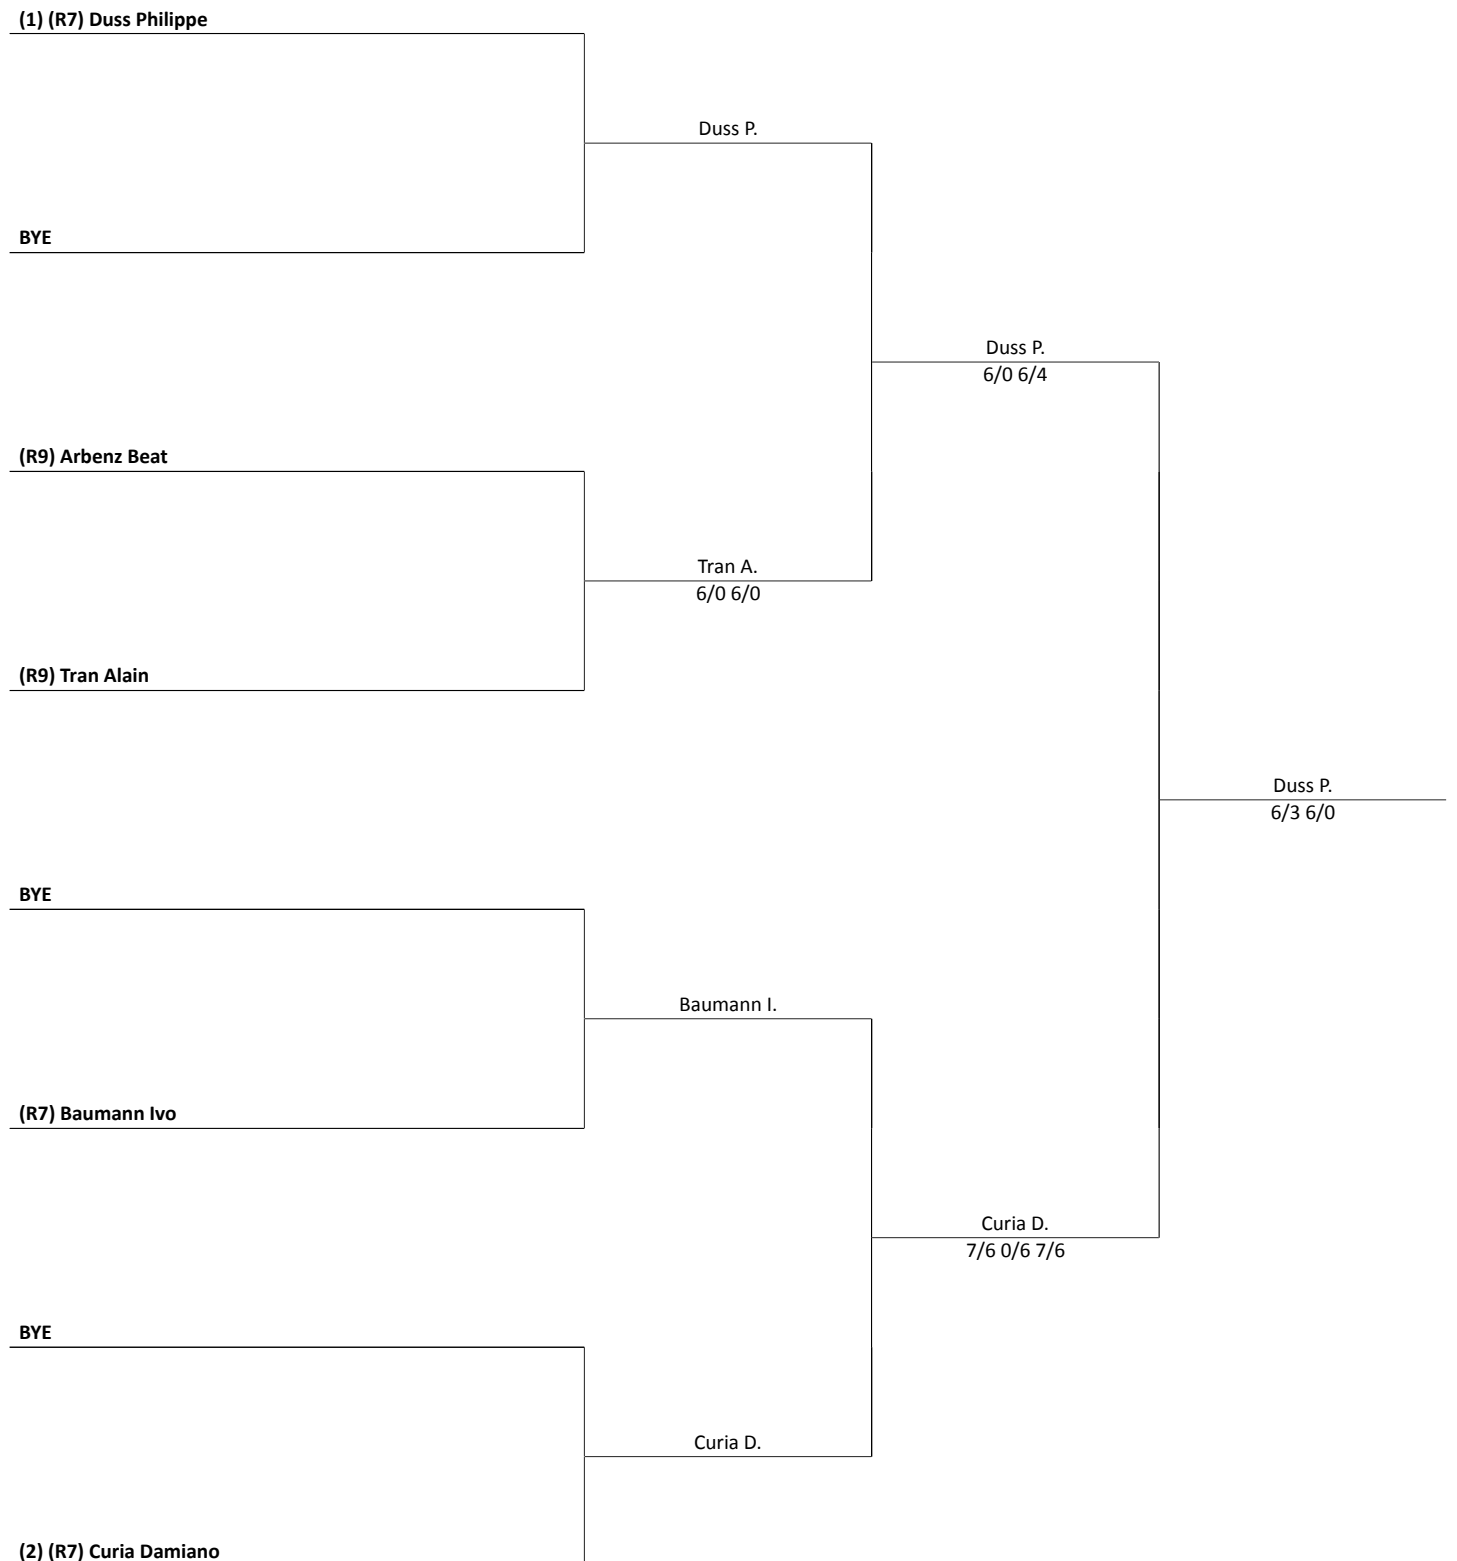 (1) (R7) Duss Philippe
Duss P.
BYE
Duss P.
6/0 6/4
(R9) Arbenz Beat
Tran A.
6/0 6/0
(R9) Tran Alain
Duss P.
6/3 6/0
BYE
Baumann I.
(R7) Baumann Ivo
Curia D.
7/6 0/6 7/6
BYE
Curia D.
(2) (R7) Curia Damiano